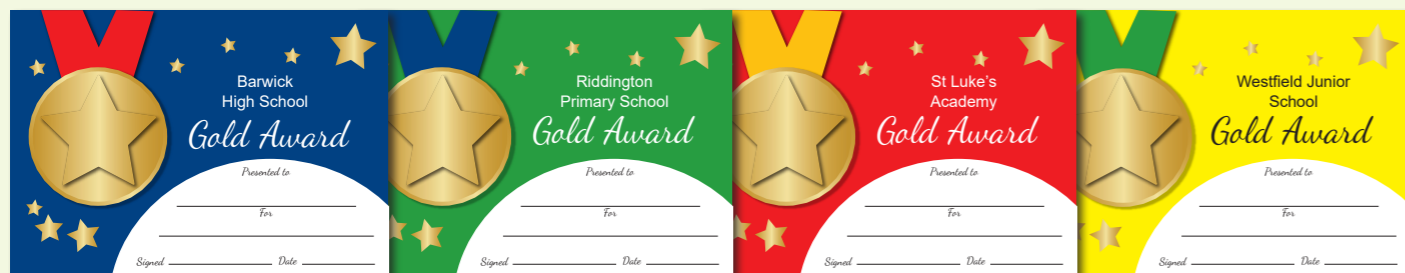 Barwick
High School
Gold Award
Presented to
For
Signed Date
Riddington
Primary School
Gold Award
Presented to
For
Signed Date
St Luke's
Academy
Gold Award
Presented to
For
Signed Date
Westfield Junior
School
Gold Award
Presented to
For
Signed Date